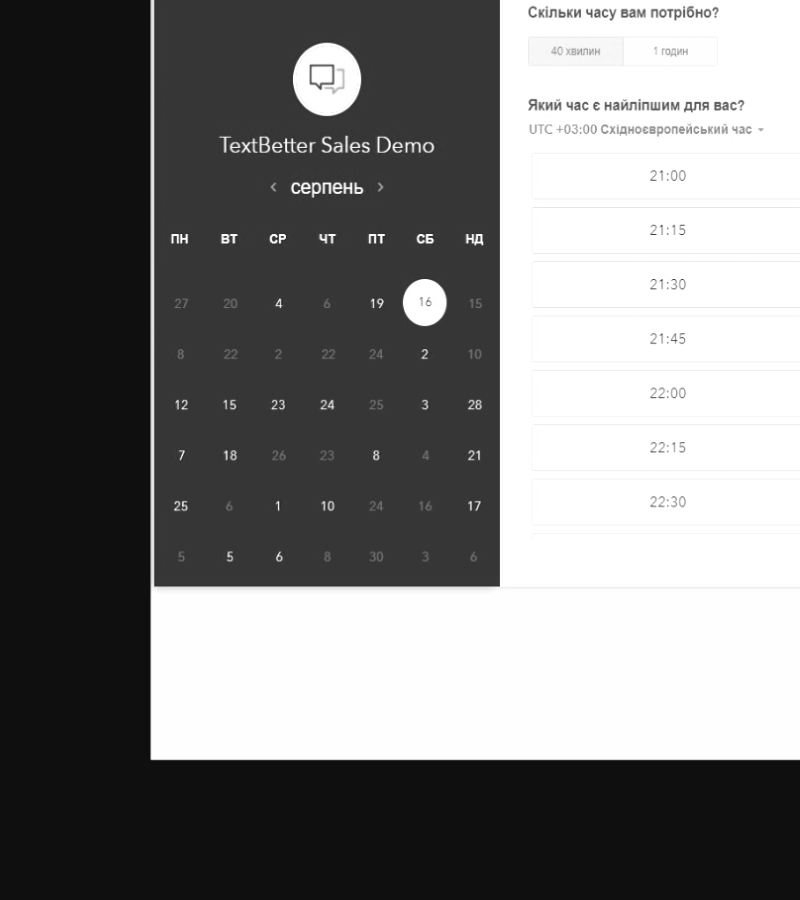 TextBetter Sales Demo
‹ серпень ›
ПН ВТ СР ЧТ ПТ СБ НД
27 20 4 6 19 16 15
8 22 2 22 24 2 10
12 15 23 24 25 3 28
7 18 26 23 8 4 21
25 6 1 10 24 16 17
5 5 6 8 30 3 6
Скільки часу вам потрібно?
40 хвилин 1 годин
Який час є найліпшим для вас?
UTC +03:00 Східноєвропейський час
21:00
21:15
21:30
21:45
22:00
22:15
22:30